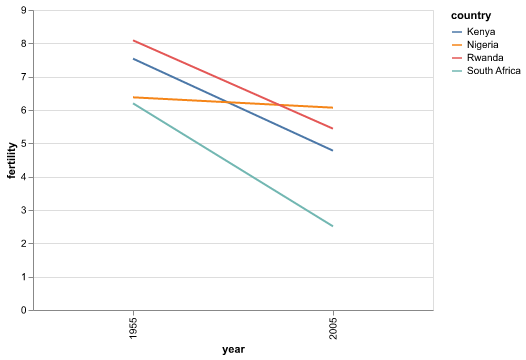 9
8
7
6
5
4
3
2
1
0
fertility
1955
2005
year
country
Kenya
Nigeria
Rwanda
South Africa